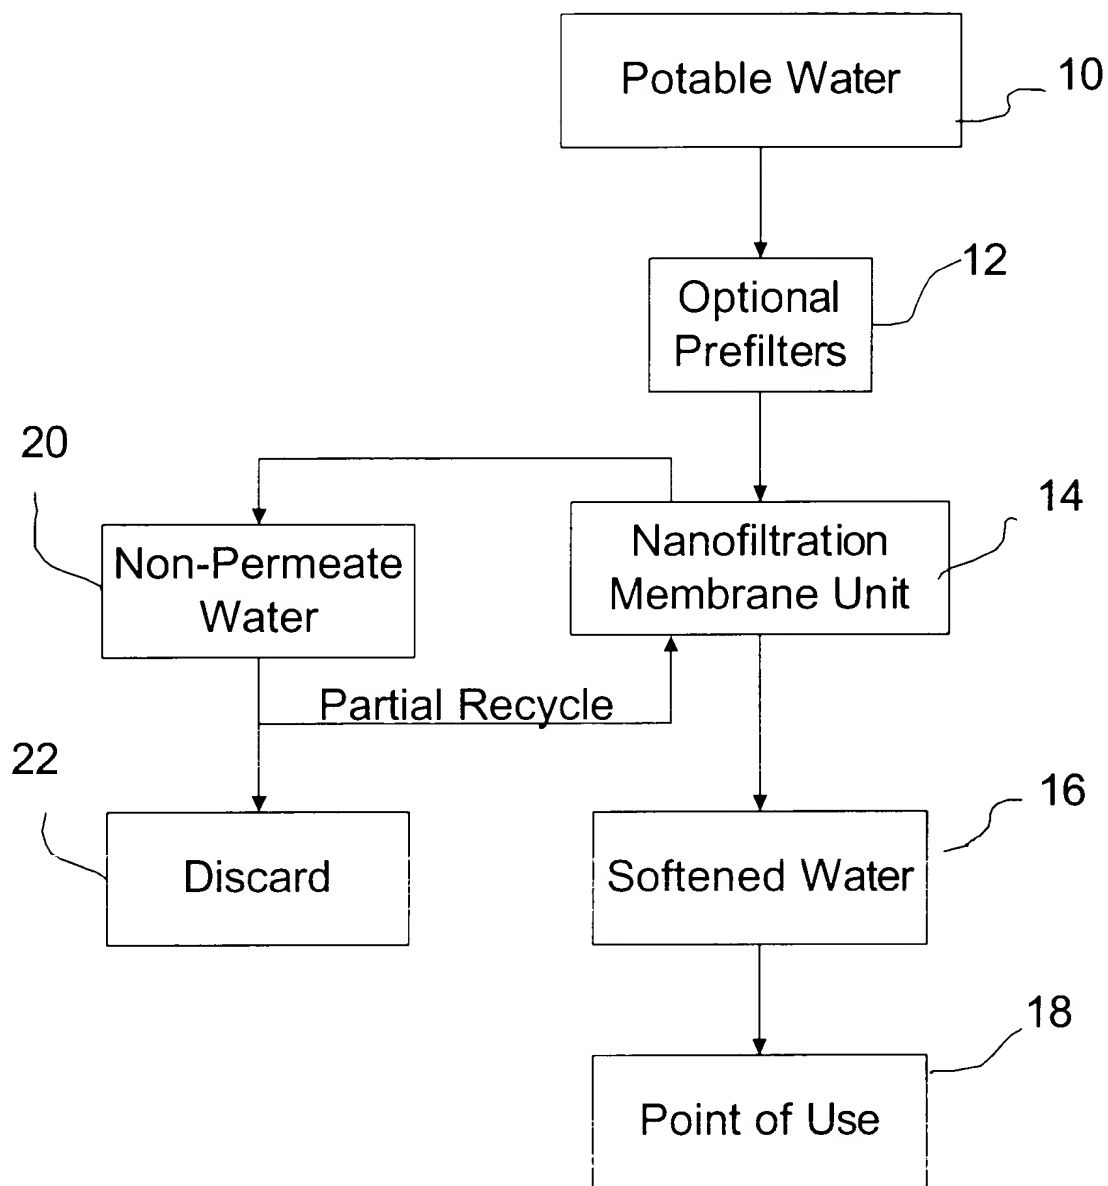 Potable Water
10
Optional
Prefilters
12
20
Non-Permeate
Water
Nanofiltration
Membrane Unit
14
Partial Recycle
22
Discard
Softened Water
16
Point of Use
18